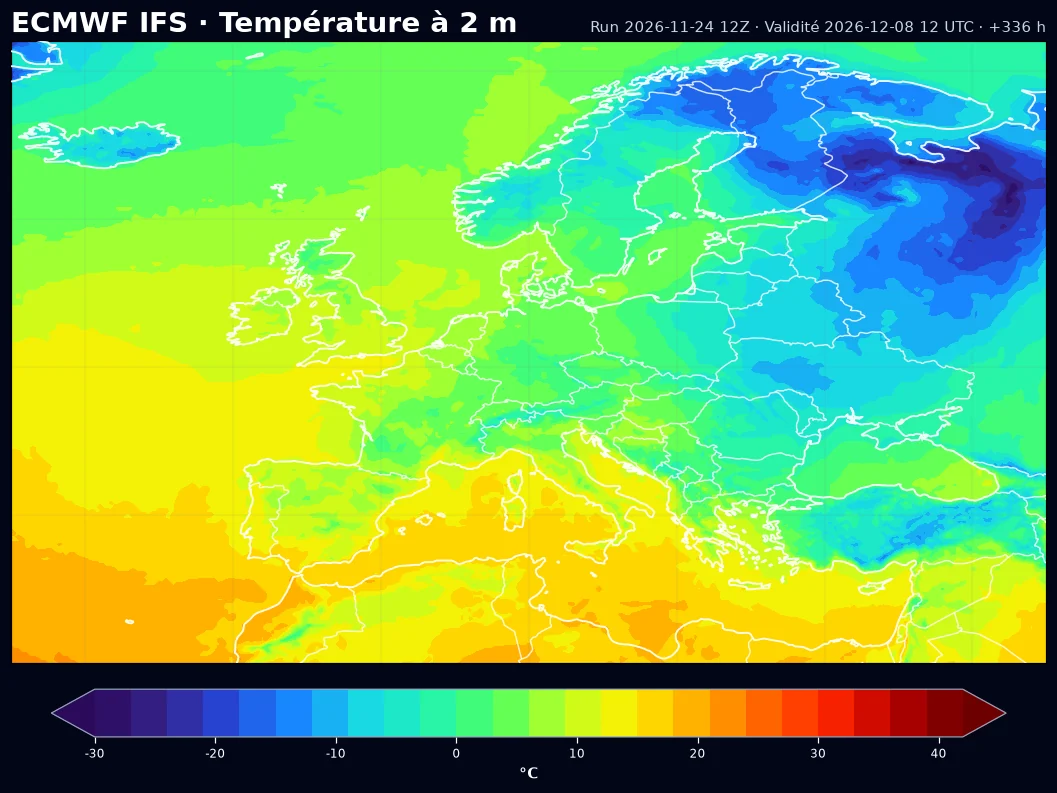 ECMWF IFS · Température à 2 m
Run 2026-11-24 12Z · Validité 2026-12-08 12 UTC · +336 h
-30 -20 -10 0 10 20 30 40
°C